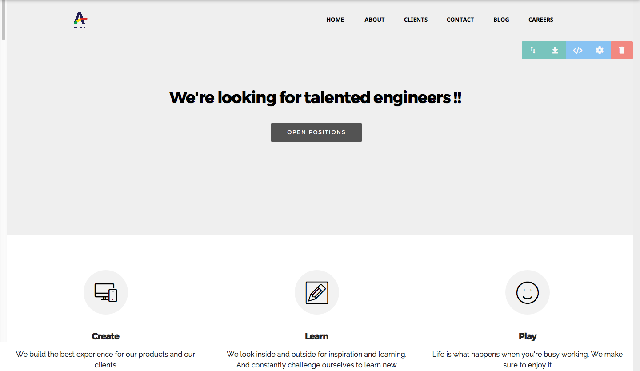 HOME ABOUT CLIENTS CONTACT BLOG CAREERS
We're looking for talented engineers !!
OPEN POSITIONS
Create
We build the best experience for our products and our
clients.
Learn
We look inside and outside for inspiration and learning.
And constantly challenge ourselves to learn new
Play
Life is what happens when you're busy working. We make
sure to enjoy it